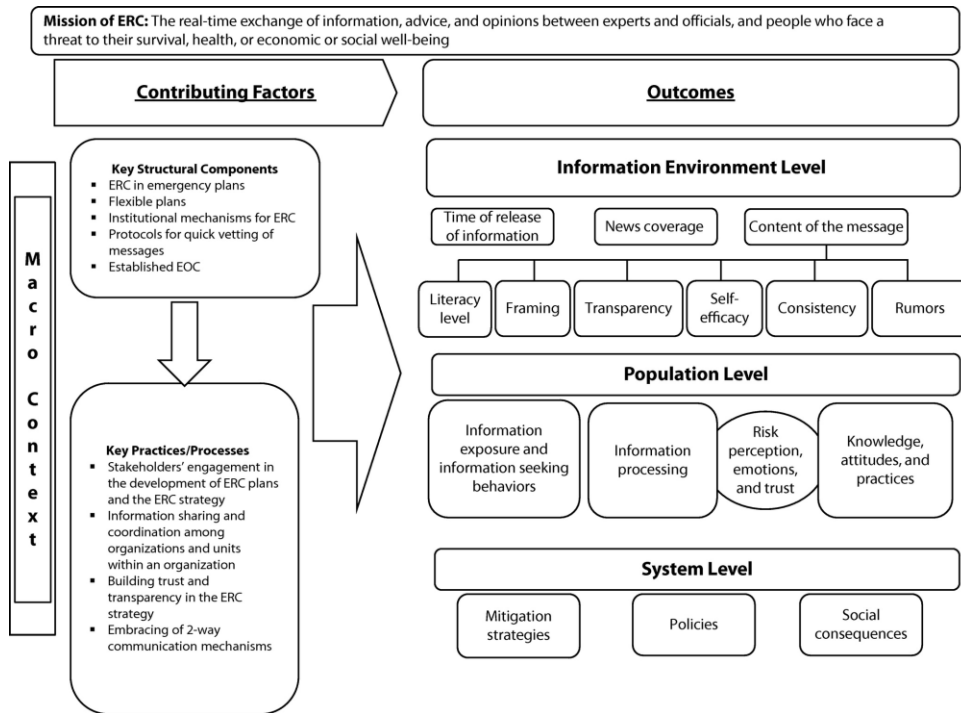 Mission of ERC: The real-time exchange of information, advice, and opinions between experts and officials, and people who face a
threat to their survival, health, or economic or social well-being
Contributing Factors
Outcomes
Macro Context
Key Structural Components
▪ ERC in emergency plans
▪ Flexible plans
▪ Institutional mechanisms for ERC
▪ Protocols for quick vetting of
messages
▪ Established EOC
Key Practices/Processes
▪ Stakeholders' engagement in
the development of ERC plans
and the ERC strategy
▪ Information sharing and
coordination among
organizations and units
within an organization
▪ Building trust and
transparency in the ERC
strategy
▪ Embracing of 2-way
communication mechanisms
Information Environment Level
Time of release
of information
News coverage
Content of the message
Literacy
level
Framing
Transparency
Self-
efficacy
Consistency
Rumors
Population Level
Information
exposure and
information seeking
behaviors
Information
processing
Risk
perception,
emotions,
and trust
Knowledge,
attitudes, and
practices
System Level
Mitigation
strategies
Policies
Social
consequences